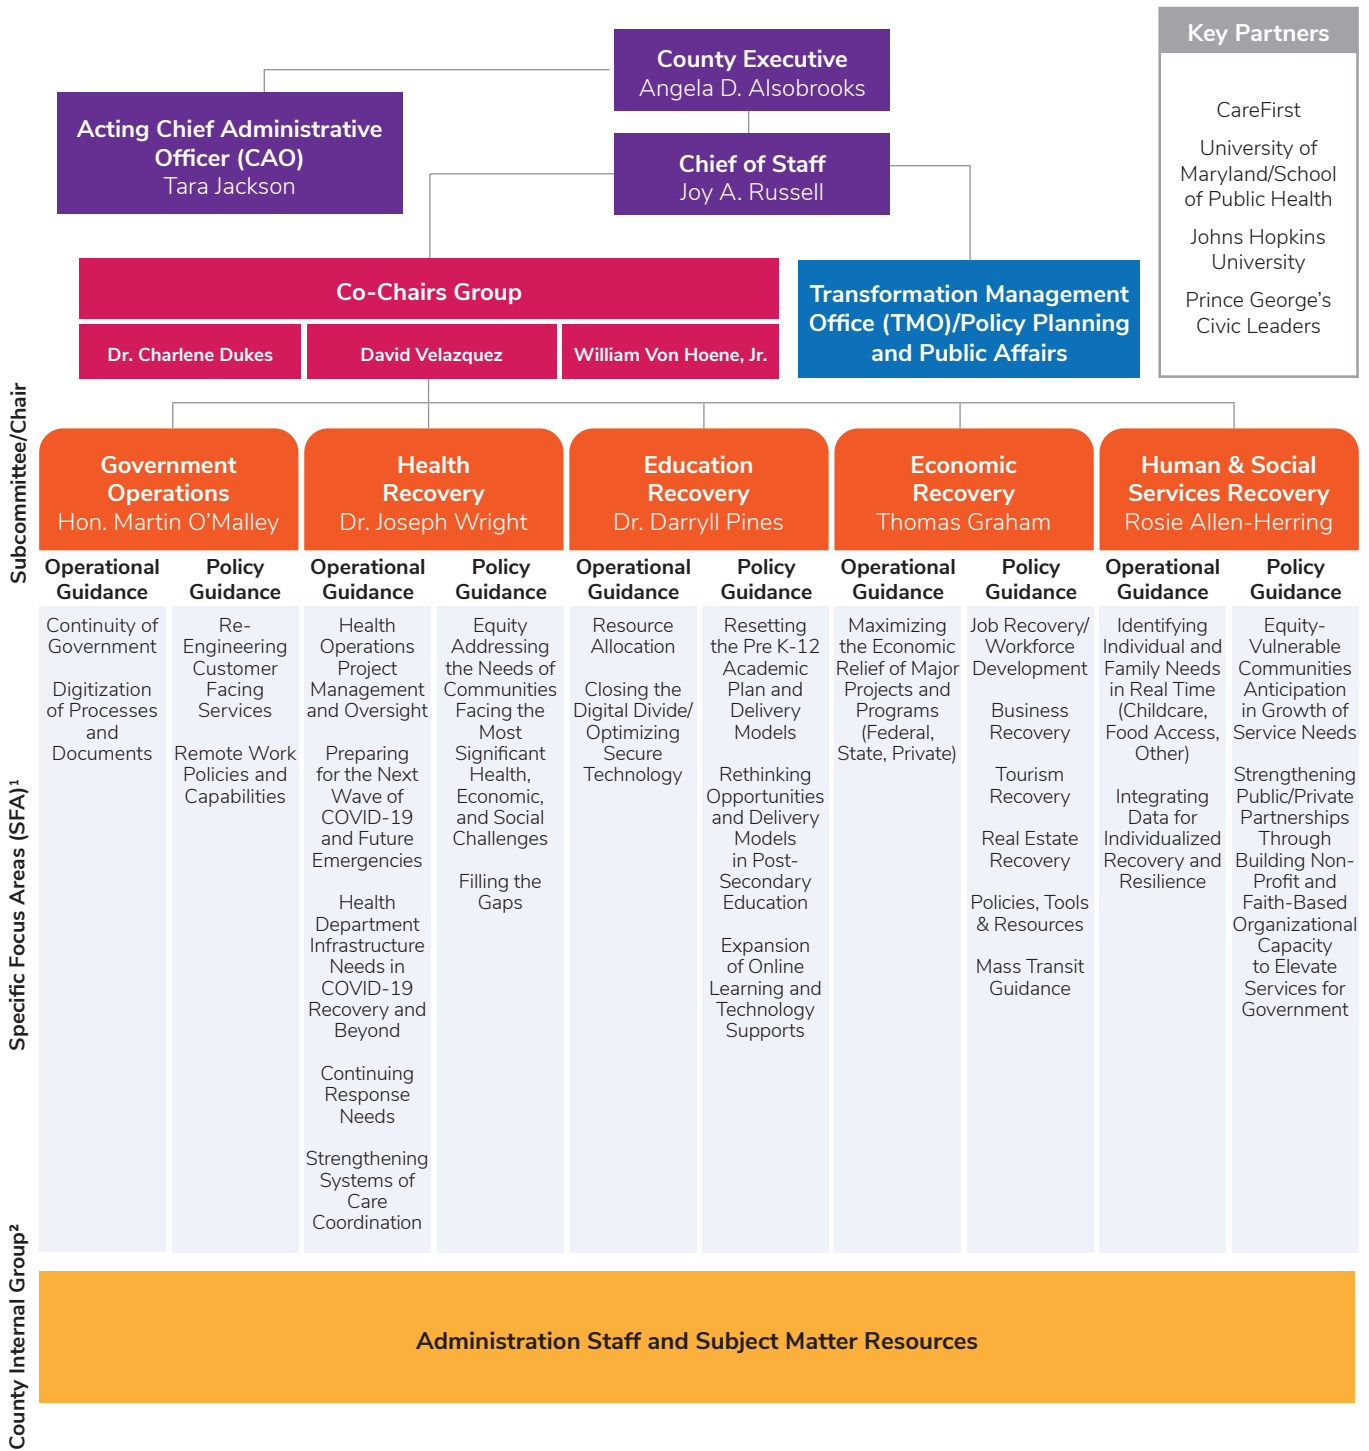 County Executive
Angela D. Alsobrooks
Acting Chief Administrative
Officer (CAO)
Tara Jackson
Chief of Staff
Joy A. Russell
Key Partners
CareFirst
University of
Maryland/School
of Public Health
Johns Hopkins
University
Prince George’s
Civic Leaders
Co-Chairs Group
Dr. Charlene Dukes
David Velazquez
William Von Hoene, Jr.
Transformation Management
Office (TMO)/Policy Planning
and Public Affairs
Subcommittee/Chair
Government
Operations
Hon. Martin O’Malley
Health
Recovery
Dr. Joseph Wright
Education
Recovery
Dr. Darryll Pines
Economic
Recovery
Thomas Graham
Human & Social
Services Recovery
Rosie Allen-Herring
Specific Focus Areas (SFA)¹
Operational
Guidance
Continuity of
Government
Digitization
of Processes
and
Documents
Policy
Guidance
Re-
Engineering
Customer
Facing
Services
Remote Work
Policies and
Capabilities
Operational
Guidance
Health
Operations
Project
Management
and Oversight
Preparing
for the Next
Wave of
COVID-19
and Future
Emergencies
Health
Department
Infrastructure
Needs in
COVID-19
Recovery and
Beyond
Continuing
Response
Needs
Strengthening
Systems of
Care
Coordination
Policy
Guidance
Equity
Addressing
the Needs of
Communities
Facing the
Most
Significant
Health,
Economic,
and Social
Challenges
Filling the
Gaps
Operational
Guidance
Resource
Allocation
Closing the
Digital Divide/
Optimizing
Secure
Technology
Policy
Guidance
Resetting
the Pre K-12
Academic
Plan and
Delivery
Models
Rethinking
Opportunities
and Delivery
Models
in Post-
Secondary
Education
Expansion
of Online
Learning and
Technology
Supports
Operational
Guidance
Maximizing
the Economic
Relief of Major
Projects and
Programs
(Federal,
State, Private)
Policy
Guidance
Job Recovery/
Workforce
Development
Business
Recovery
Tourism
Recovery
Real Estate
Recovery
Policies, Tools
& Resources
Mass Transit
Guidance
Operational
Guidance
Identifying
Individual and
Family Needs
in Real Time
(Childcare,
Food Access,
Other)
Integrating
Data for
Individualized
Recovery and
Resilience
Policy
Guidance
Equity-
Vulnerable
Communities
Anticipation
in Growth of
Service Needs
Strengthening
Public/Private
Partnerships
Through
Building Non-
Profit and
Faith-Based
Organizational
Capacity
to Elevate
Services for
Government
County Internal Group²
Administration Staff and Subject Matter Resources